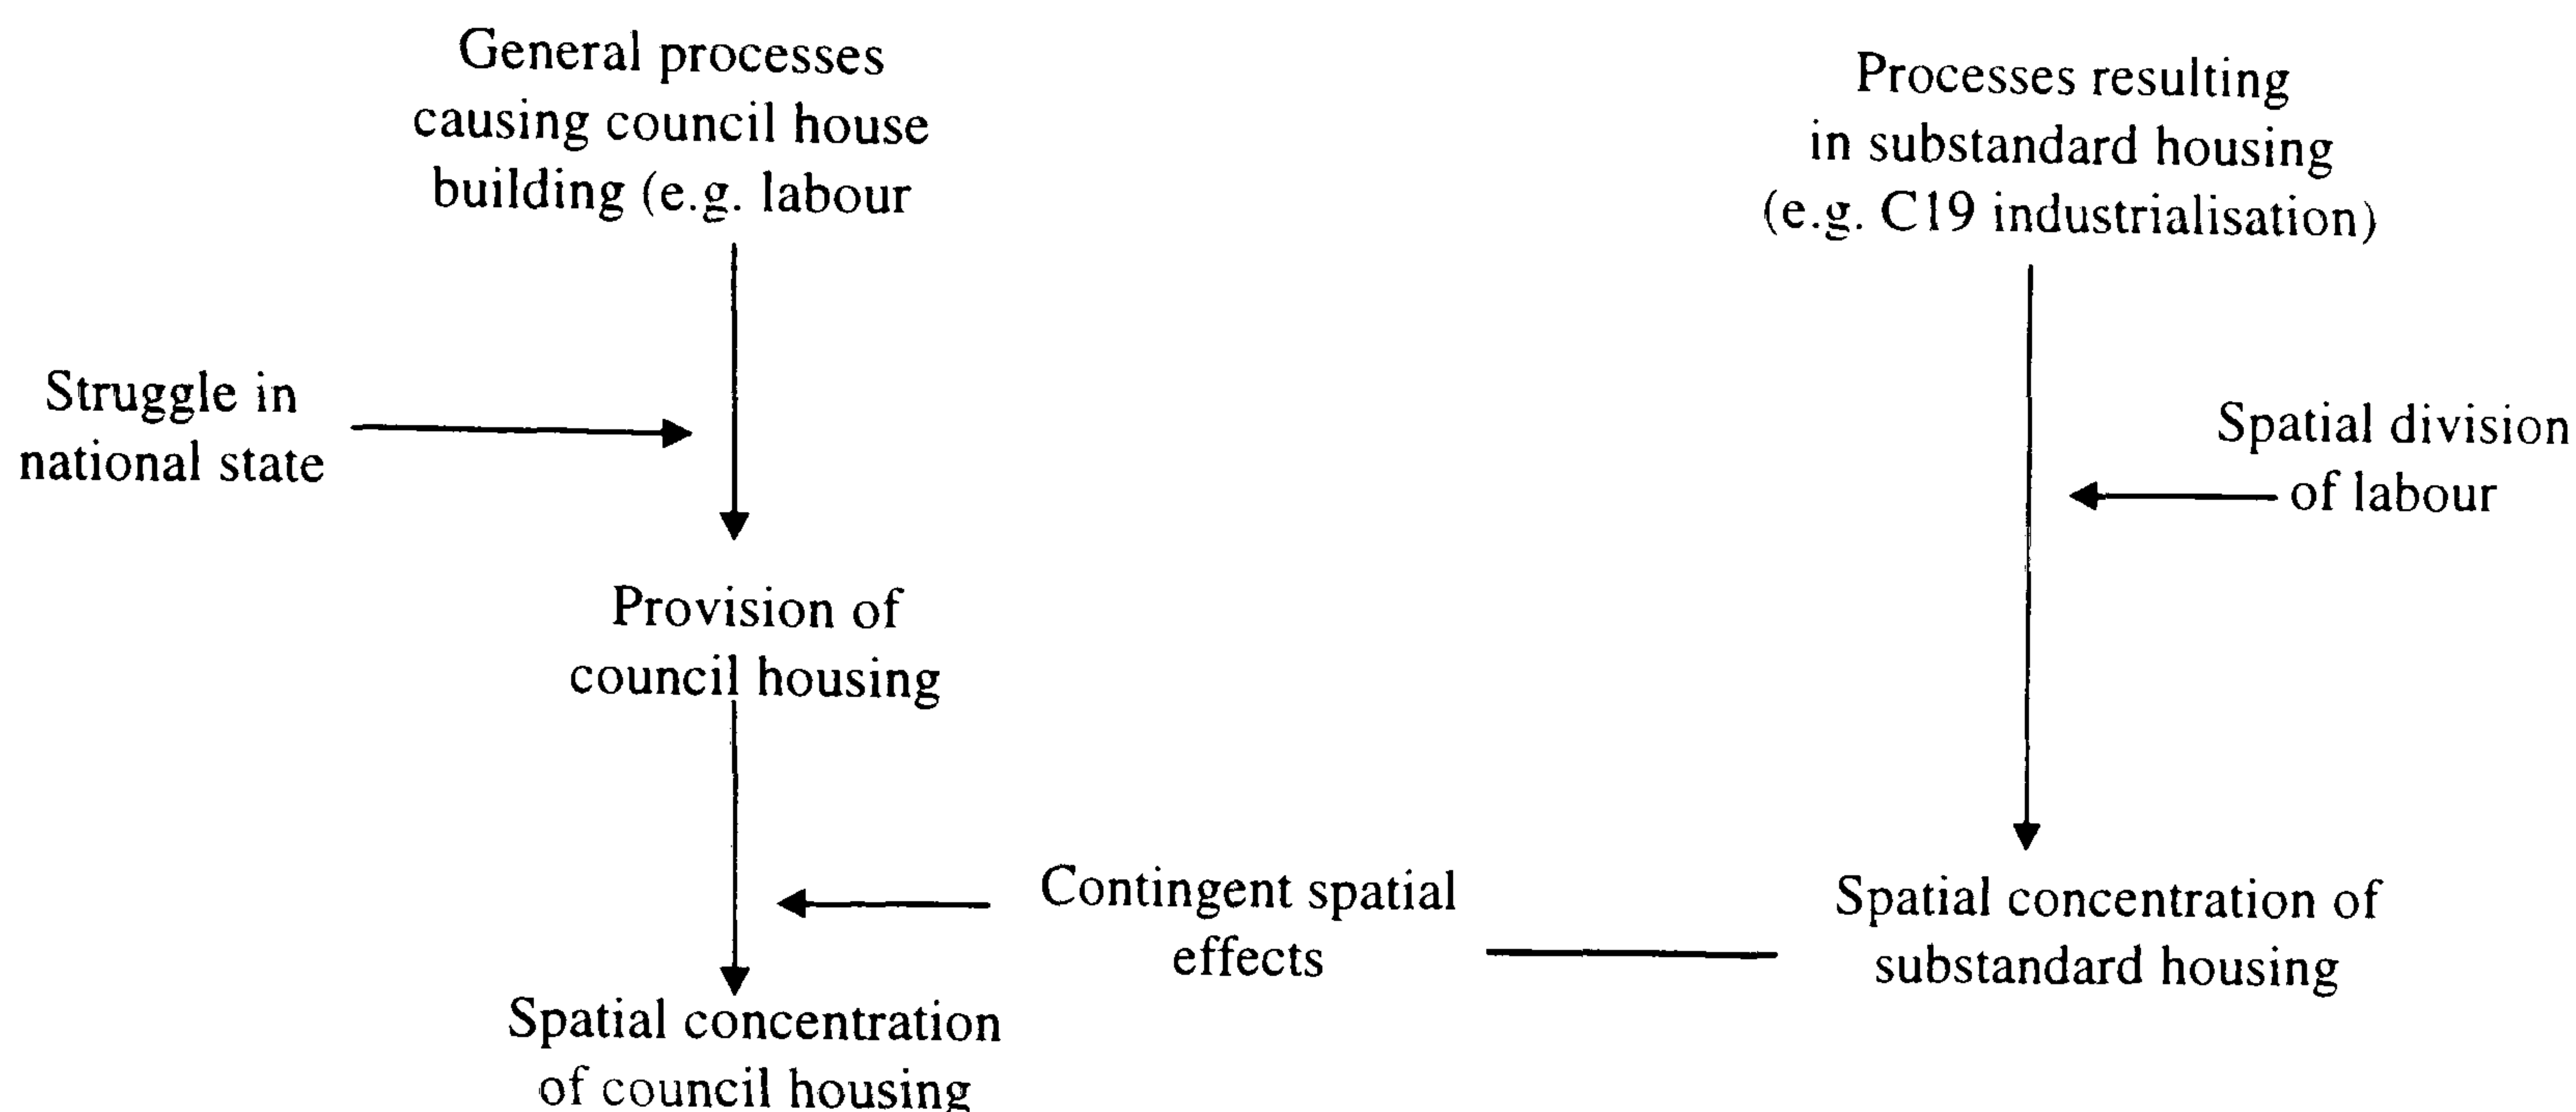 General processes
causing council house
building (e.g. labour
Processes resulting
in substandard housing
(e.g. C19 industrialisation)
Struggle in
national state
Spatial division
of labour
Provision of
council housing
Contingent spatial
effects
Spatial concentration of
substandard housing
Spatial concentration
of council housing